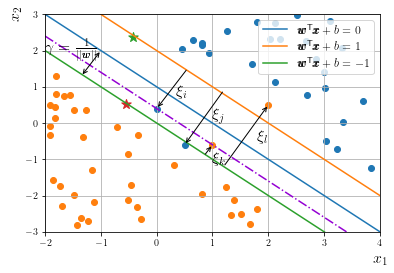 x₂
3
2
1
0
−1
−2
−3
γ = 1/||w||
w⊤x + b = 0
w⊤x + b = 1
w⊤x + b = −1
ξᵢ
ξⱼ
ξₗ
ξₖ
−2 −1 0 1 2 3 4
x₁